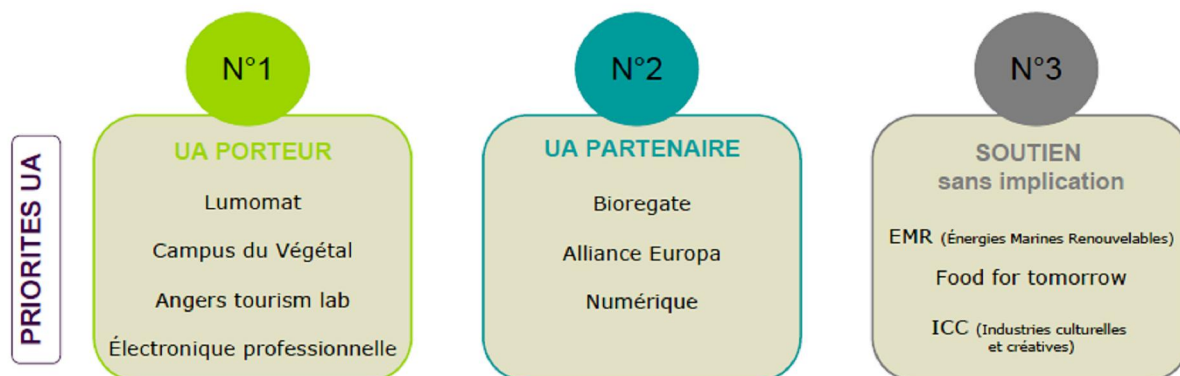 PRIORITES UA
N°1
UA PORTEUR
Lumomat
Campus du Végétal
Angers tourism lab
Électronique professionnelle
N°2
UA PARTENAIRE
Bioregate
Alliance Europa
Numérique
N°3
SOUTIEN
sans implication
EMR (Énergies Marines Renouvelables)
Food for tomorrow
ICC (Industries culturelles
et créatives)